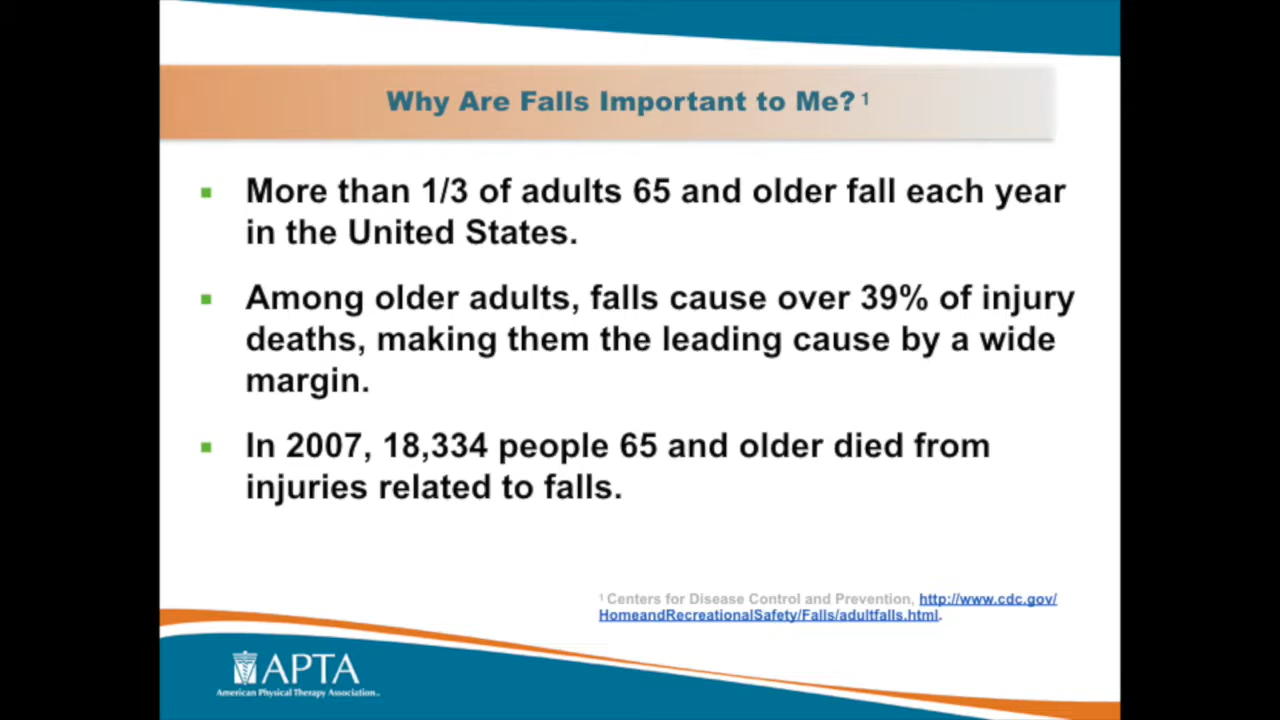 Why Are Falls Important to Me? 1
▪ More than 1/3 of adults 65 and older fall each year
in the United States.
▪ Among older adults, falls cause over 39% of injury
deaths, making them the leading cause by a wide
margin.
▪ In 2007, 18,334 people 65 and older died from
injuries related to falls.
1 Centers for Disease Control and Prevention, http://www.cdc.gov/
HomeandRecreationalSafety/Falls/adultfalls.html.
APTA
American Physical Therapy Association